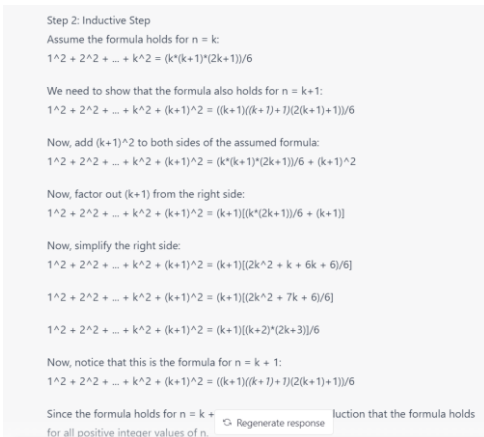 Step 2: Inductive Step
Assume the formula holds for n = k:
1^2 + 2^2 + ... + k^2 = (k*(k+1)*(2k+1))/6
We need to show that the formula also holds for n = k+1:
1^2 + 2^2 + ... + k^2 + (k+1)^2 = ((k+1)((k+1)+1)(2(k+1)+1))/6
Now, add (k+1)^2 to both sides of the assumed formula:
1^2 + 2^2 + ... + k^2 + (k+1)^2 = (k*(k+1)*(2k+1))/6 + (k+1)^2
Now, factor out (k+1) from the right side:
1^2 + 2^2 + ... + k^2 + (k+1)^2 = (k+1)[(k*(2k+1))/6 + (k+1)]
Now, simplify the right side:
1^2 + 2^2 + ... + k^2 + (k+1)^2 = (k+1)[(2k^2 + k + 6k + 6)/6]
1^2 + 2^2 + ... + k^2 + (k+1)^2 = (k+1)[(2k^2 + 7k + 6)/6]
1^2 + 2^2 + ... + k^2 + (k+1)^2 = (k+1)[(k+2)*(2k+3)]/6
Now, notice that this is the formula for n = k + 1:
1^2 + 2^2 + ... + k^2 + (k+1)^2 = ((k+1)((k+1)+1)(2(k+1)+1))/6
Since the formula holds for n = k + luction that the formula holds
Regenerate response
for all positive integer values of n.